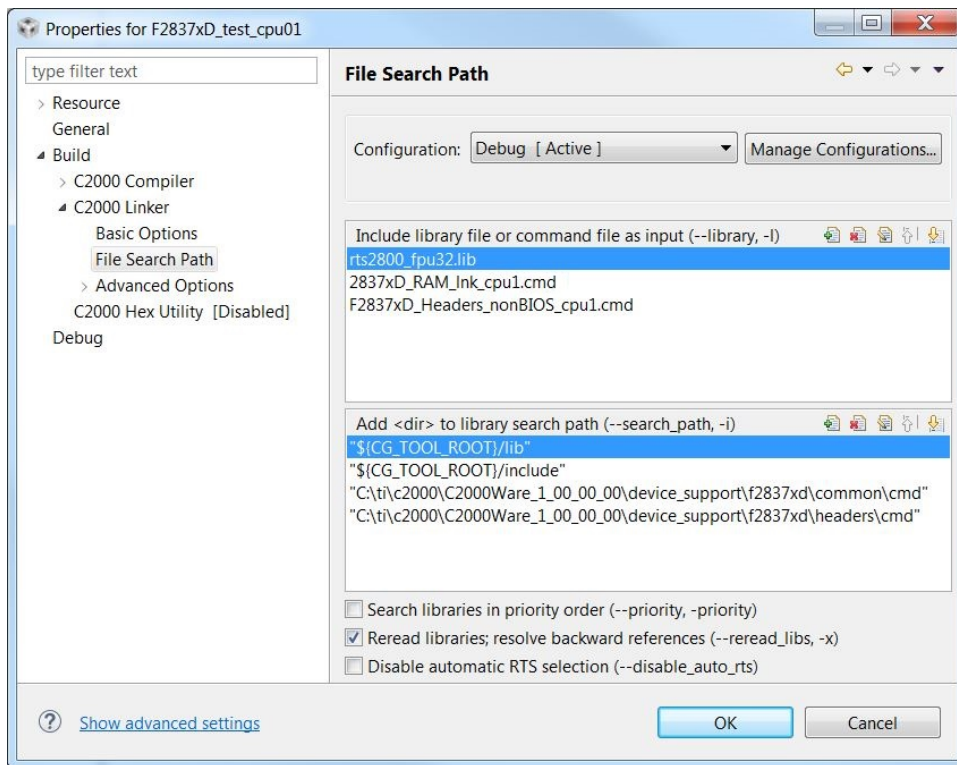 Properties for F2837xD_test_cpu01
type filter text
Resource
General
Build
C2000 Compiler
C2000 Linker
Basic Options
File Search Path
Advanced Options
C2000 Hex Utility [Disabled]
Debug
File Search Path
Configuration: Debug [ Active ] Manage Configurations...
Include library file or command file as input (--library, -l)
rts2800_fpu32.lib
2837xD_RAM_lnk_cpu1.cmd
F2837xD_Headers_nonBIOS_cpu1.cmd
Add <dir> to library search path (--search_path, -i)
"${CG_TOOL_ROOT}/lib"
"${CG_TOOL_ROOT}/include"
"C:\ti\c2000\C2000Ware_1_00_00_00\device_support\f2837xd\common\cmd"
"C:\ti\c2000\C2000Ware_1_00_00_00\device_support\f2837xd\headers\cmd"
Search libraries in priority order (--priority, -priority)
Reread libraries; resolve backward references (--reread_libs, -x)
Disable automatic RTS selection (--disable_auto_rts)
Show advanced settings
OK Cancel